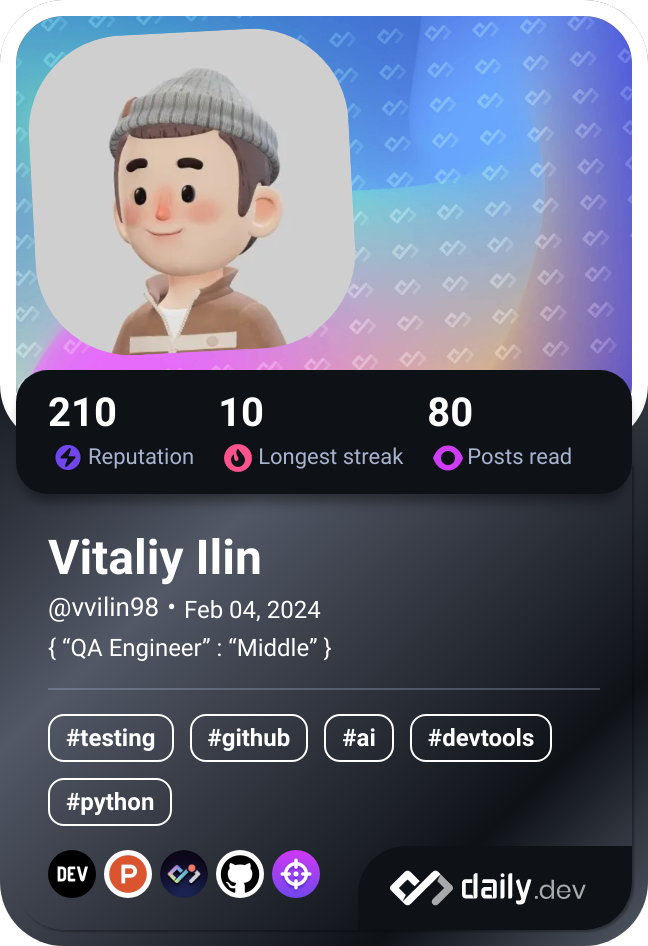 210 10 80
Reputation Longest streak Posts read
Vitaliy Ilin
@vvilin98 • Feb 04, 2024
{ “QA Engineer” : “Middle” }
#testing #github #ai #devtools
#python
DEV P daily.dev